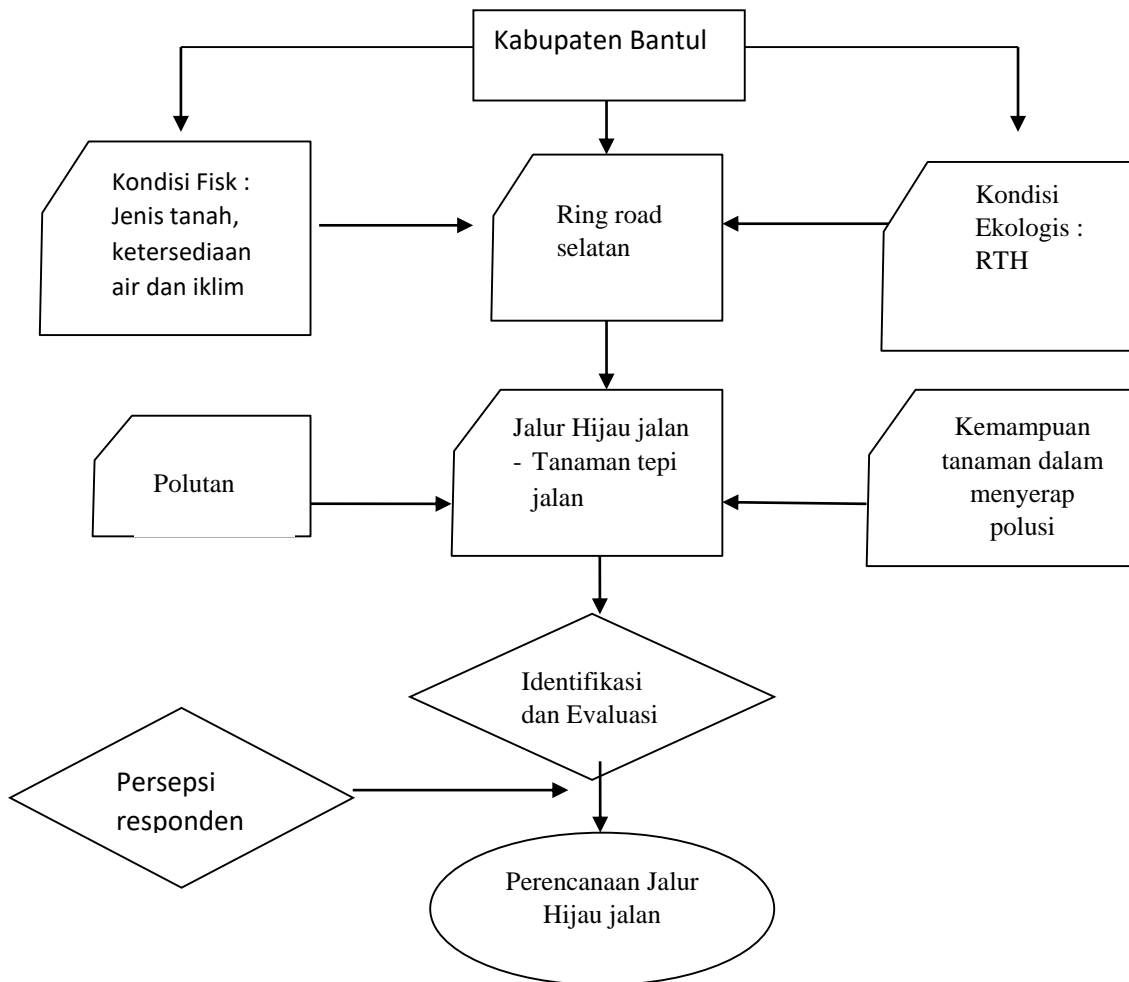 Kabupaten Bantul
Kondisi Fisk :
Jenis tanah,
ketersediaan
air dan iklim
Ring road
selatan
Kondisi
Ekologis :
RTH
Polutan
Jalur Hijau jalan
- Tanaman tepi
jalan
Kemampuan
tanaman dalam
menyerap
polusi
Identifikasi
dan Evaluasi
Persepsi
responden
Perencanaan Jalur
Hijau jalan